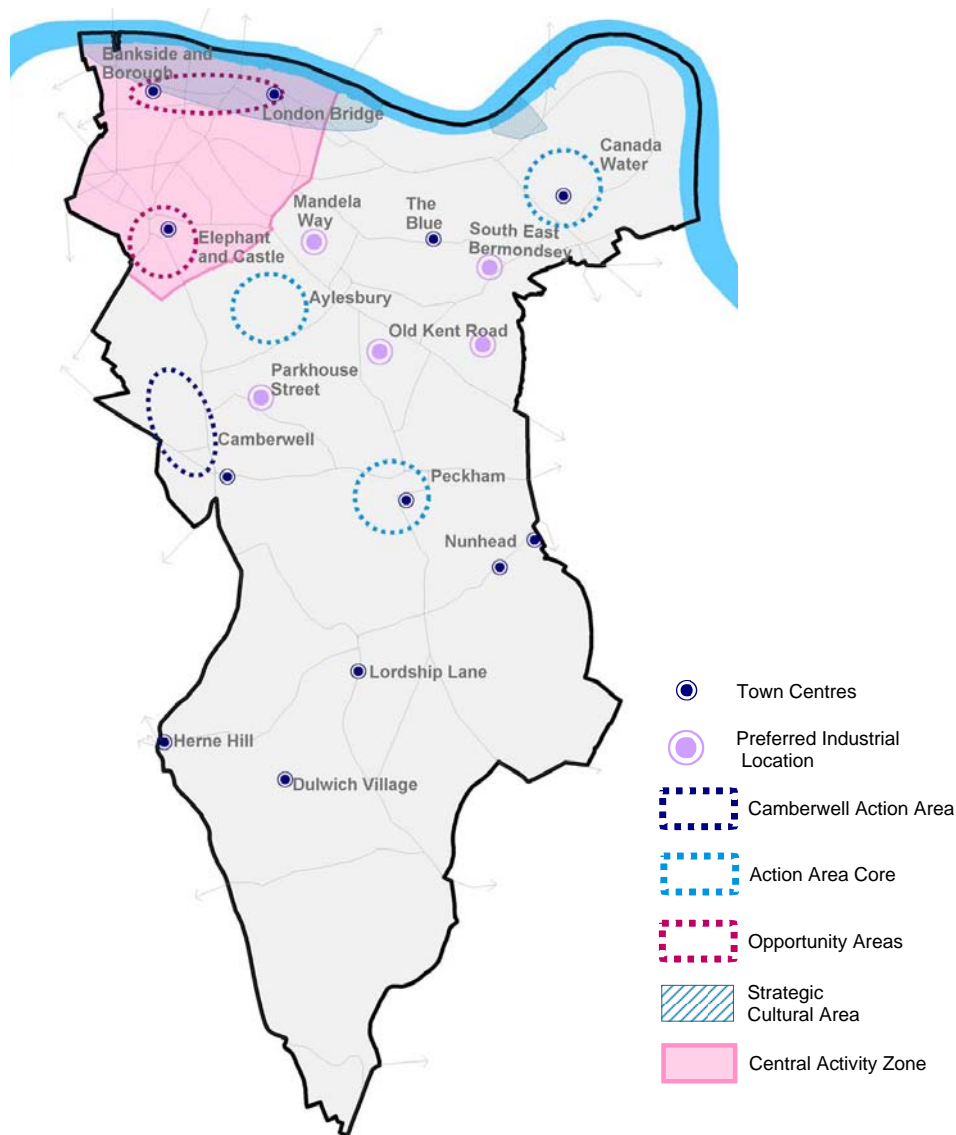 Bankside and
Borough
London Bridge
Canada
Water
Mandela
Way
The
Blue
South East
Bermondsey
Elephant
and Castle
Aylesbury
Old Kent Road
Parkhouse
Street
Camberwell
Peckham
Nunhead
Lordship Lane
Herne Hill
Dulwich Village
Town Centres
Preferred Industrial
Location
Camberwell Action Area
Action Area Core
Opportunity Areas
Strategic
Cultural Area
Central Activity Zone